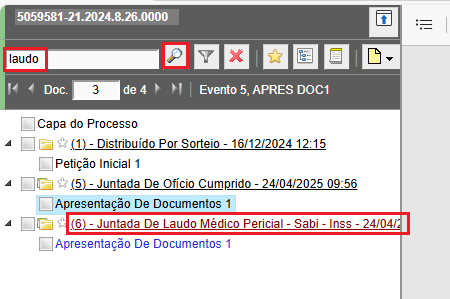 5059581-21.2024.8.26.0000
laudo
Doc. 3 de 4 Evento 5, APRES DOC1
Capa do Processo
(1) - Distribuído Por Sorteio - 16/12/2024 12:15
Petição Inicial 1
(5) - Juntada De Ofício Cumprido - 24/04/2025 09:56
Apresentação De Documentos 1
(6) - Juntada De Laudo Médico Pericial - Sabi - Inss - 24/04/2
Apresentação De Documentos 1